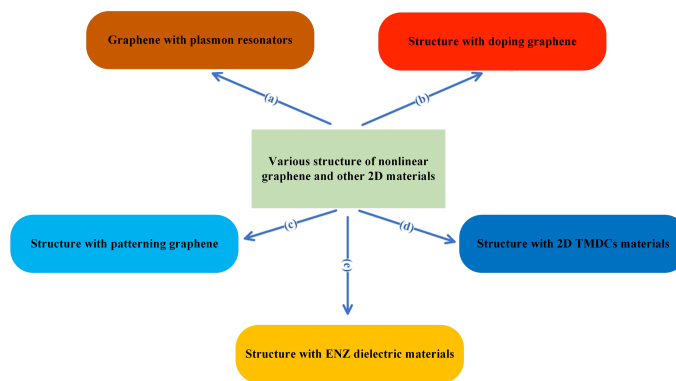 Graphene with plasmon resonators
Structure with doping graphene
(a)
(b)
Various structure of nonlinear
graphene and other 2D materials
(c)
(d)
Structure with patterning graphene
Structure with 2D TMDCs materials
(e)
Structure with ENZ dielectric materials